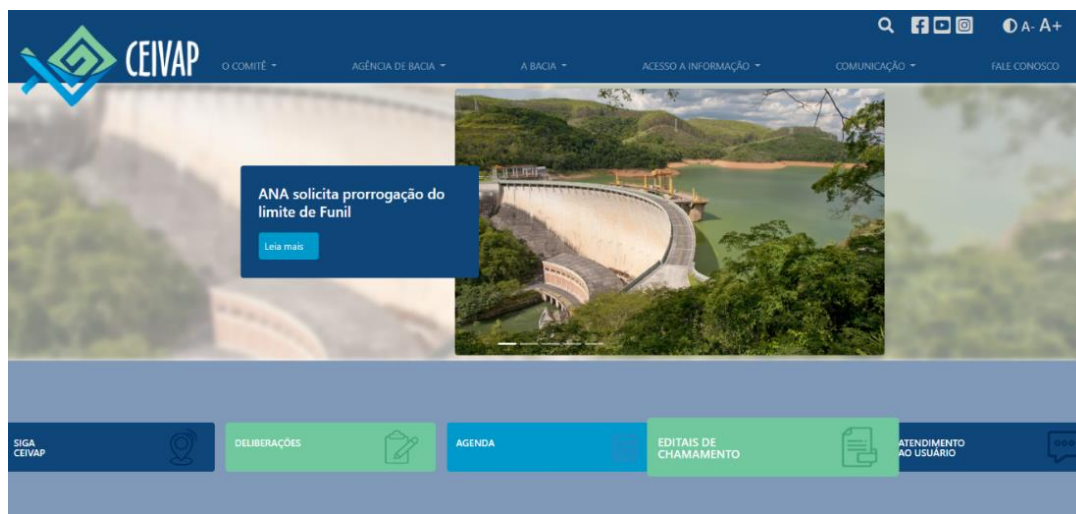 CEIVAP
A- A+
O COMITÊ
AGÊNCIA DE BACIA
A BACIA
ACESSO A INFORMAÇÃO
COMUNICAÇÃO
FALE CONOSCO
ANA solicita prorrogação do
limite de Funil
Leia mais
SIGA
CEIVAP
DELIBERAÇÕES
AGENDA
EDITAIS DE
CHAMAMENTO
ATENDIMENTO
AO USUÁRIO